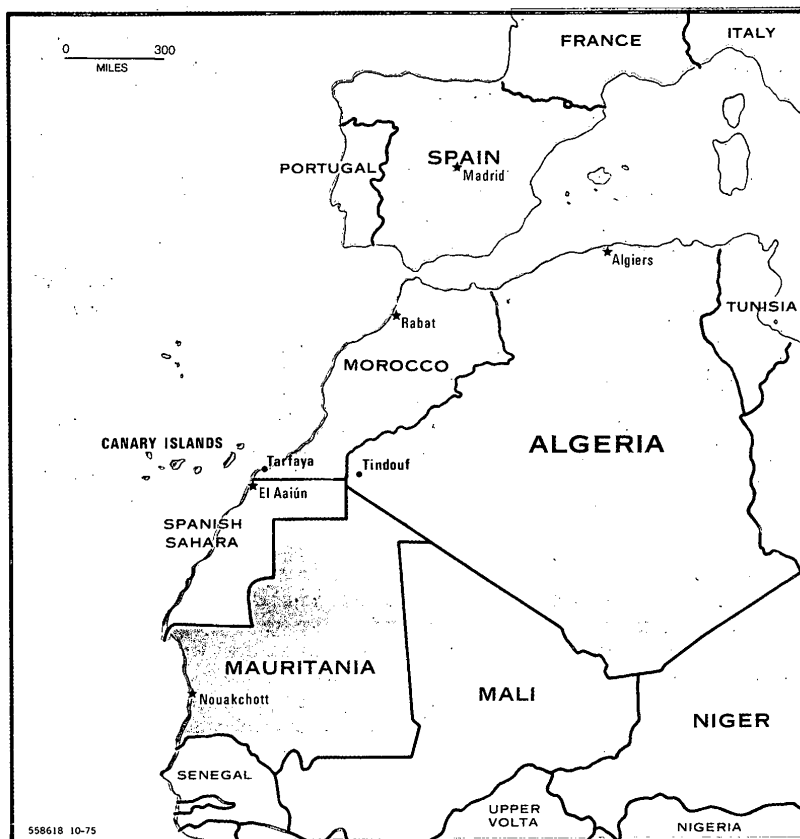 0 300
MILES
FRANCE
ITALY
PORTUGAL
SPAIN
Madrid
Algiers
TUNISIA
Rabat
MOROCCO
CANARY ISLANDS
Tarfaya
Tindouf
ALGERIA
El Aaiún
SPANISH
SAHARA
MAURITANIA
Nouakchott
MALI
NIGER
SENEGAL
UPPER
VOLTA
NIGERIA
558618 10-75